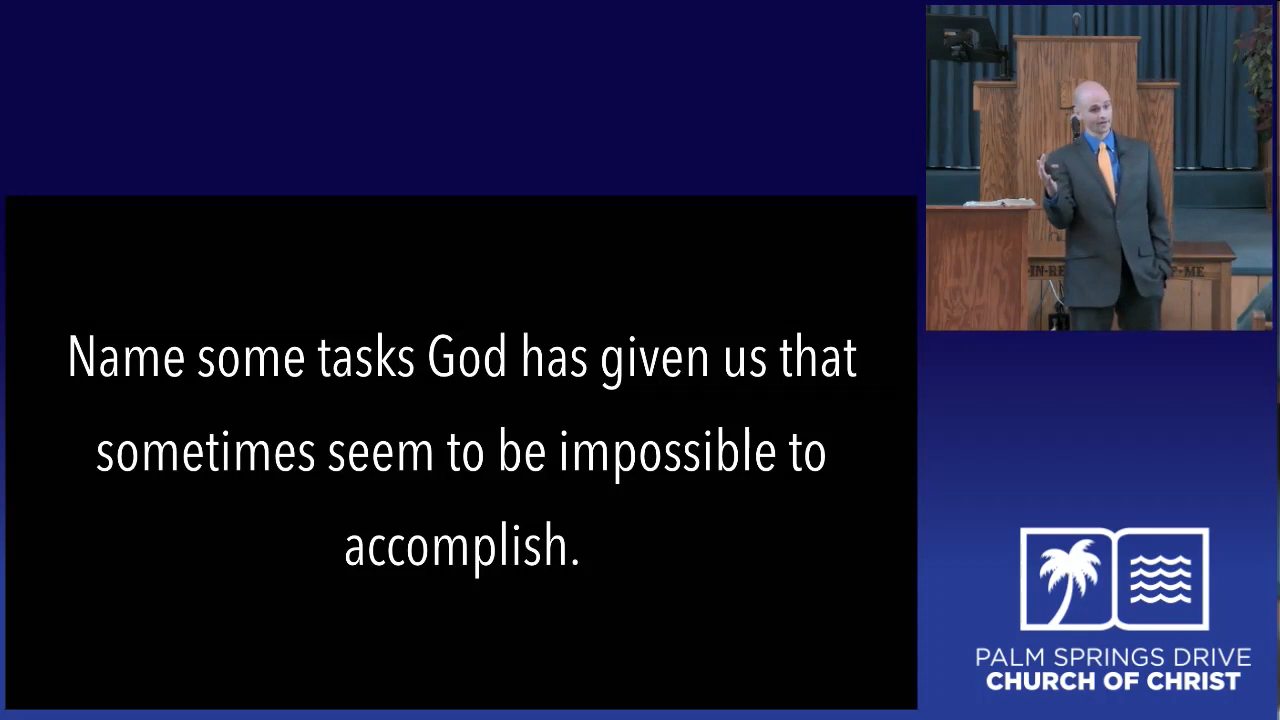 Name some tasks God has given us that
sometimes seem to be impossible to
accomplish.
PALM SPRINGS DRIVE
CHURCH OF CHRIST